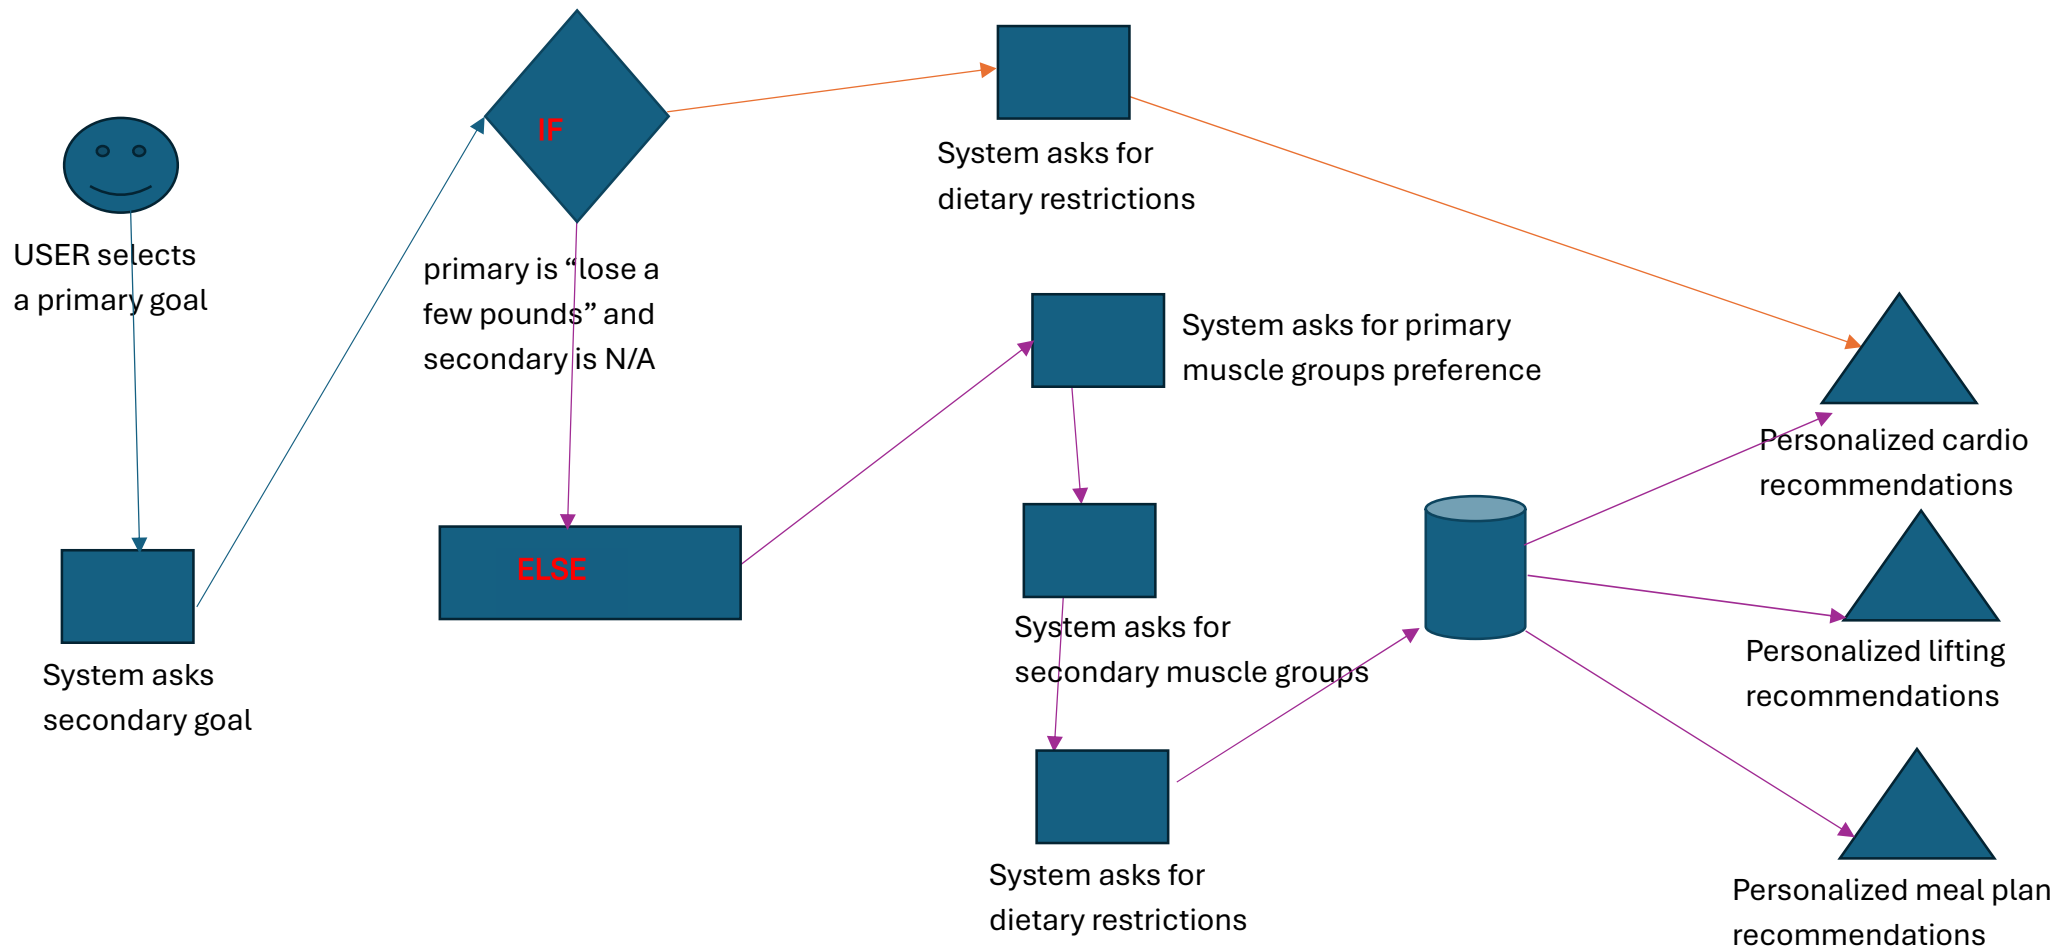 USER selects
a primary goal
System asks
secondary goal
IF
primary is “lose a
few pounds” and
secondary is N/A
ELSE
System asks for
dietary restrictions
System asks for primary
muscle groups preference
System asks for
secondary muscle groups
System asks for
dietary restrictions
Personalized cardio
recommendations
Personalized lifting
recommendations
Personalized meal plan
recommendations